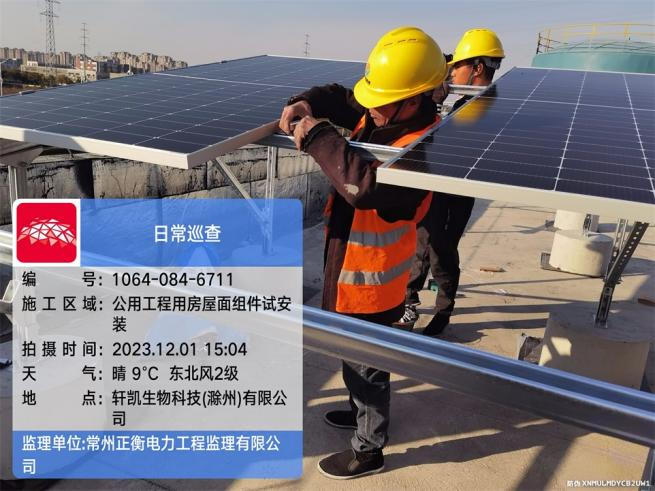 日常巡查
编 号：1064-084-6711
施工区域：公用工程用房屋面组件试安
装
拍摄时间：2023.12.01 15:04
天 气：晴 9℃ 东北风2级
地 点：轩凯生物科技(滁州)有限公
司
监理单位:常州正衡电力工程监理有限公
司
防伪 XNMULMDYCB2UW1